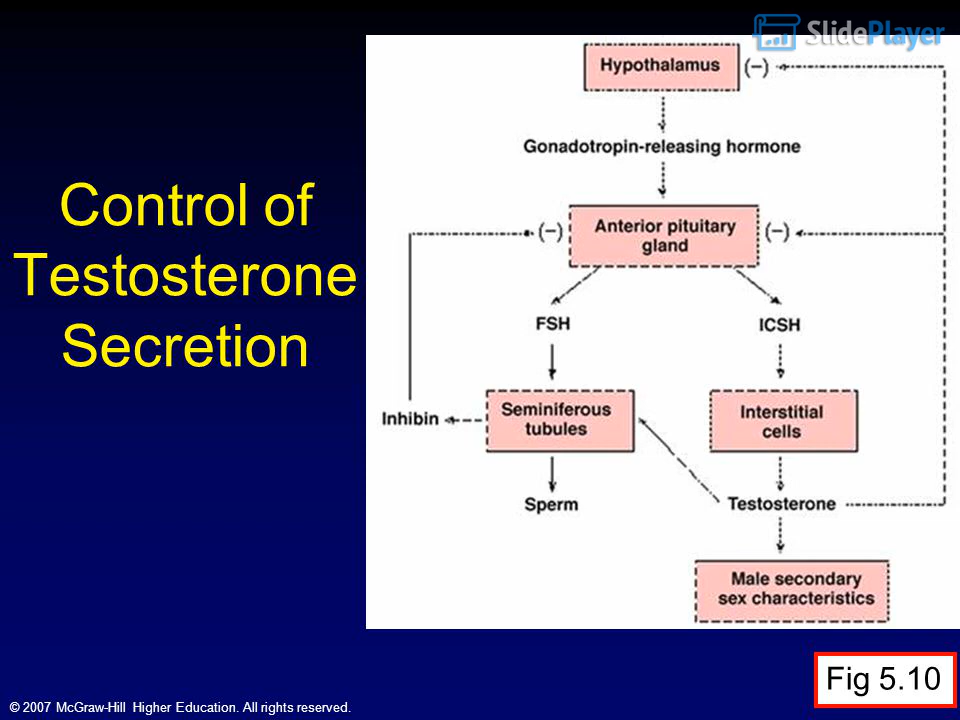 SlidePlayer
Control of
Testosterone
Secretion
Hypothalamus (−)
Gonadotropin-releasing hormone
(−) Anterior pituitary (−)
gland
FSH ICSH
Inhibin
Seminiferous
tubules
Interstitial
cells
Sperm Testosterone
Male secondary
sex characteristics
Fig 5.10
© 2007 McGraw-Hill Higher Education. All rights reserved.